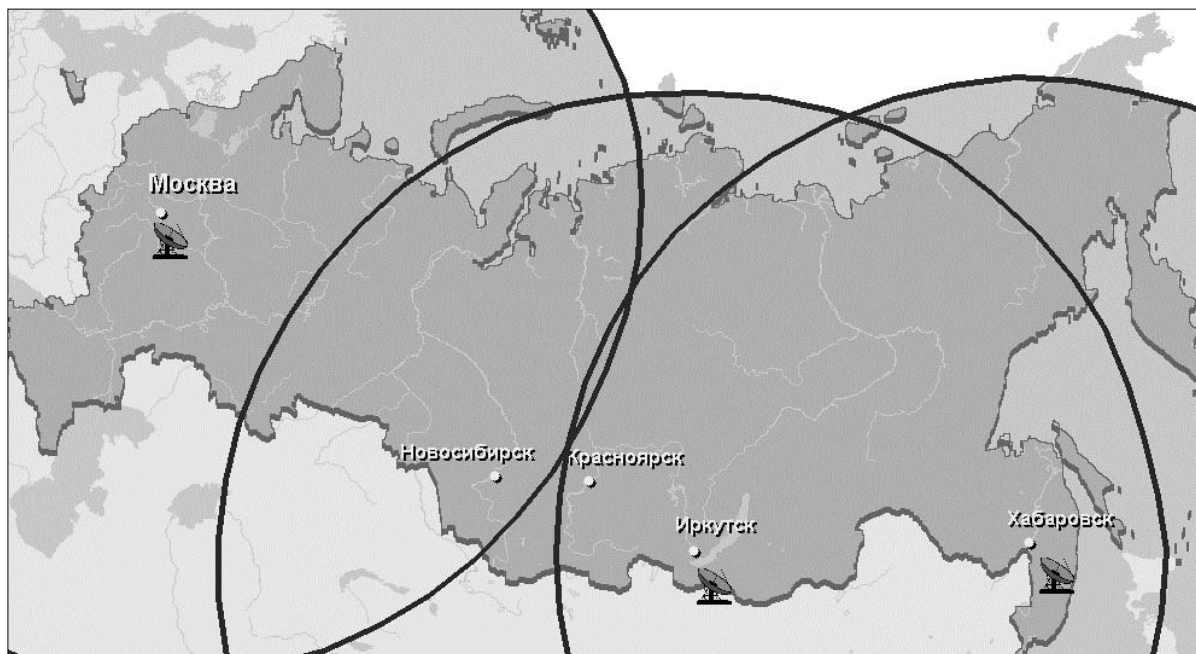 Москва
Новосибирск
Красноярск
Иркутск
Хабаровск